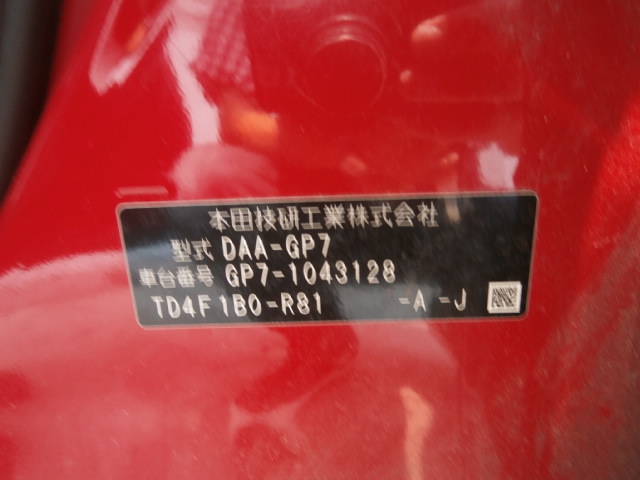 本田技研工業株式会社
型式 DAA-GP7
車台番号 GP7-1043128
TD4F1B0-R81 -A -J